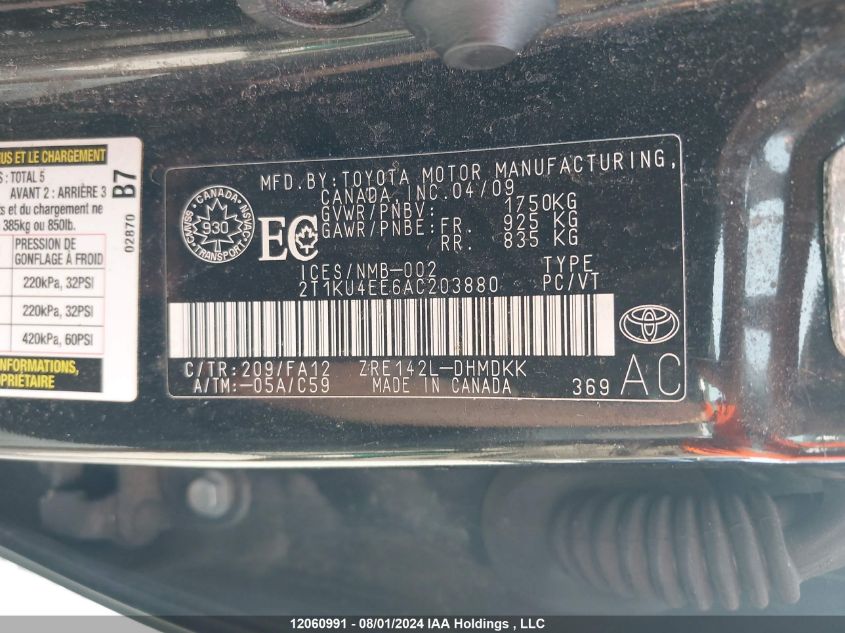 US ET LE CHARGEMENT
S : TOTAL 5
AVANT 2 : ARRIÈRE 3
ts et du chargement ne
385kg ou 850lb.
PRESSION DE
GONFLAGE À FROID
220kPa, 32PSI
220kPa, 32PSI
420kPa, 60PSI
INFORMATIONS,
OPRIÉTAIRE
B7
02870
CANADA
930
TRANSPORT
EC
MFD.BY:TOYOTA MOTOR MANUFACTURING,
CANADA, INC.04/09
GVWR/PNBV: 1750KG
GAWR/PNBE:FR. 925 KG
RR. 835 KG
ICES/NMB-002 TYPE
2T1KU4EE6AC203880 PC/VT
C/TR:209/FA12 ZRE142L-DHMDKK
A/TM:-05A/C59 MADE IN CANADA
369 AC
12060991 - 08/01/2024 IAA Holdings , LLC